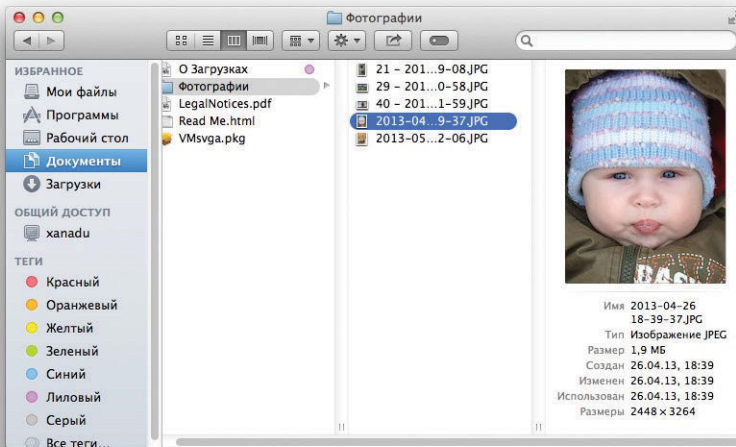 Фотографии
ИЗБРАННОЕ
Мои файлы
Программы
Рабочий стол
Документы
Загрузки
ОБЩИЙ ДОСТУП
xanadu
ТЕГИ
Красный
Оранжевый
Желтый
Зеленый
Синий
Лиловый
Серый
Все теги...
О Загрузках
Фотографии
LegalNotices.pdf
Read Me.html
VMsvga.pkg
21 – 201...9-08.JPG
29 – 201...0-58.JPG
40 – 201...1-59.JPG
2013-04...9-37.JPG
2013-05...2-06.JPG
Имя 2013-04-26
18-39-37.JPG
Тип Изображение JPEG
Размер 1,9 МБ
Создан 26.04.13, 18:39
Изменен 26.04.13, 18:39
Использован 26.04.13, 18:39
Размеры 2448 × 3264